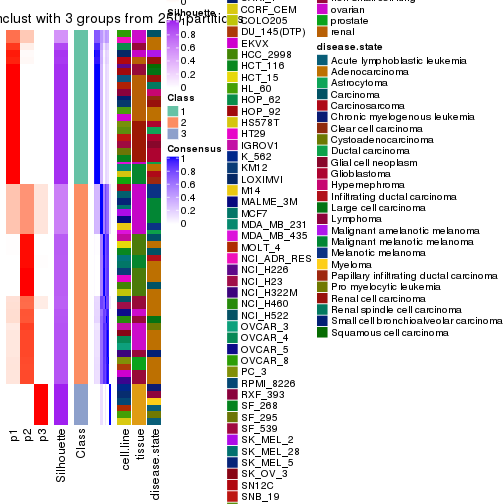 nclust with 3 groups from 250 partitions
Silhouette
0
1
0.8
0.6
0.4
0.2
0
Class
1
2
3
Consensus
1
0.8
0.6
0.4
0.2
0
p1
p2
p3
Silhouette
Class
cell.line
tissue
disease.state
CCRF_CEM
COLO205
DU_145(DTP)
EKVX
HCC_2998
HCT_116
HCT_15
HL_60
HOP_62
HOP_92
HS578T
HT29
IGROV1
K_562
KM12
LOXIMVI
M14
MALME_3M
MCF7
MDA_MB_231
MDA_MB_435
MOLT_4
NCI_ADR_RES
NCI_H226
NCI_H23
NCI_H322M
NCI_H460
NCI_H522
OVCAR_3
OVCAR_4
OVCAR_5
OVCAR_8
PC_3
RPMI_8226
RXF_393
SF_268
SF_295
SF_539
SK_MEL_2
SK_MEL_28
SK_MEL_5
SK_OV_3
SN12C
SNB_19
ovarian
prostate
renal
disease.state
Acute lymphoblastic leukemia
Adenocarcinoma
Astrocytoma
Carcinoma
Carcinosarcoma
Chronic myelogenous leukemia
Clear cell carcinoma
Cystoadenocarcinoma
Ductal carcinoma
Glial cell neoplasm
Glioblastoma
Hypernephroma
Infiltrating ductal carcinoma
Large cell carcinoma
Lymphoma
Malignant amelanotic melanoma
Malignant melanotic melanoma
Melanotic melanoma
Myeloma
Papillary infiltrating ductal carcinoma
Pro myelocytic leukemia
Renal cell carcinoma
Renal spindle cell carcinoma
Small cell bronchioalveolar carcinoma
Squamous cell carcinoma